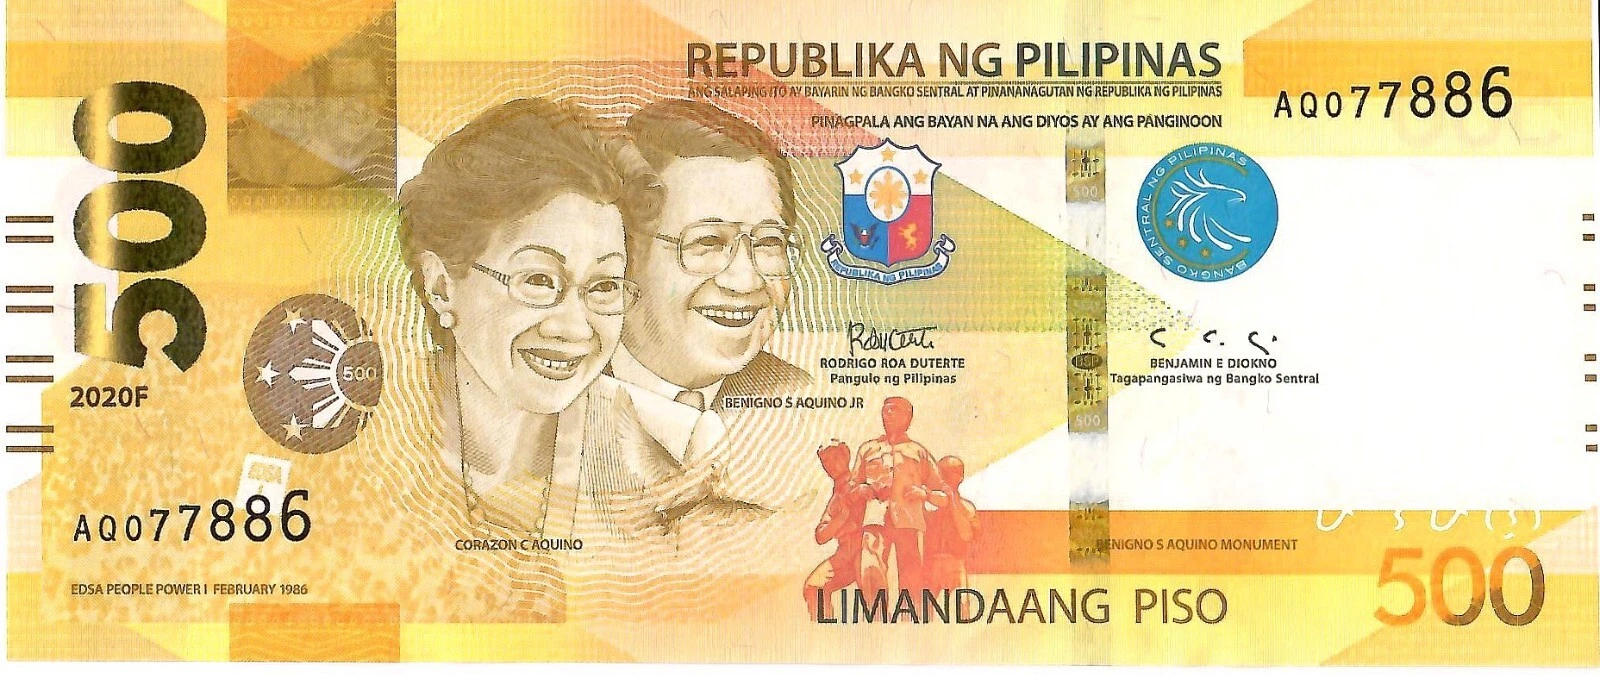 REPUBLIKA NG PILIPINAS
ANG SALAPING ITO AY BAYARIN NG BANGKO SENTRAL AT PINANANAGUTAN NG REPUBLIKA NG PILIPINAS
PINAGPALA ANG BAYAN NA ANG DIYOS AY ANG PANGINOON
AQ077886
500
500
BANGKO SENTRAL NG PILIPINAS
REPUBLIKA NG PILIPINAS
RODRIGO ROA DUTERTE
Pangulo ng Pilipinas
BENJAMIN E DIOKNO
Tagapangasiwa ng Bangko Sentral
500
BSP
2020F
BENIGNO S AQUINO JR
500
AQ077886
CORAZON C AQUINO
BENIGNO S AQUINO MONUMENT
EDSA PEOPLE POWER I FEBRUARY 1986
LIMANDAANG PISO
500